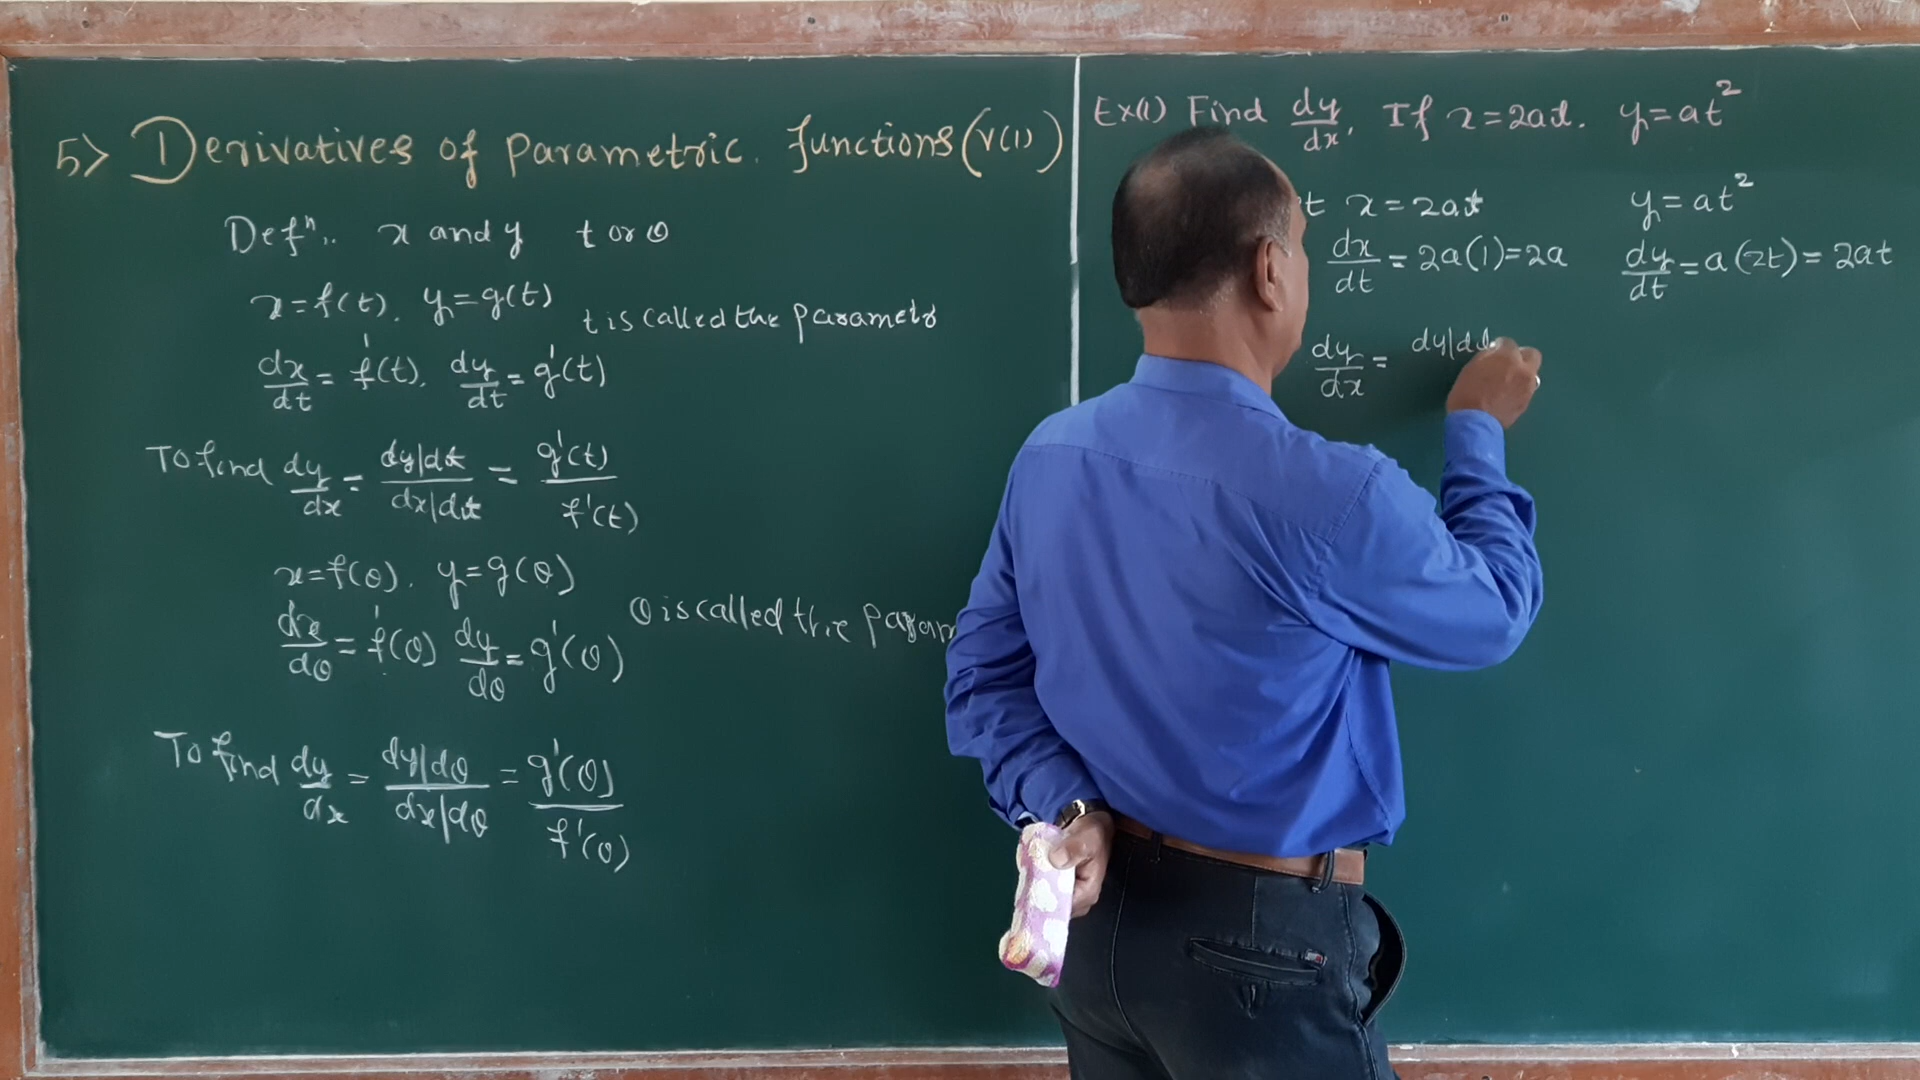 5> Derivatives of parametric. functions (V(1)
Defⁿ:. x and y t or θ
x=f(t). y=g(t)
t is called the parametr
dx/dt = f'(t). dy/dt = g'(t)
To find dy/dx = dy|dt / dx|dt = g'(t) / f'(t)
x=f(θ). y=g(θ)
θ is called the param
dx/dθ = f'(θ) dy/dθ = g'(θ)
To find dy/dx = dy|dθ / dx|dθ = g'(θ) / f'(θ)
Ex(1) Find dy/dx. If x=2at. y=at²
x=2at y=at²
dx/dt = 2a(1)=2a dy/dt = a(2t)=2at
dy/dx = dy|dt